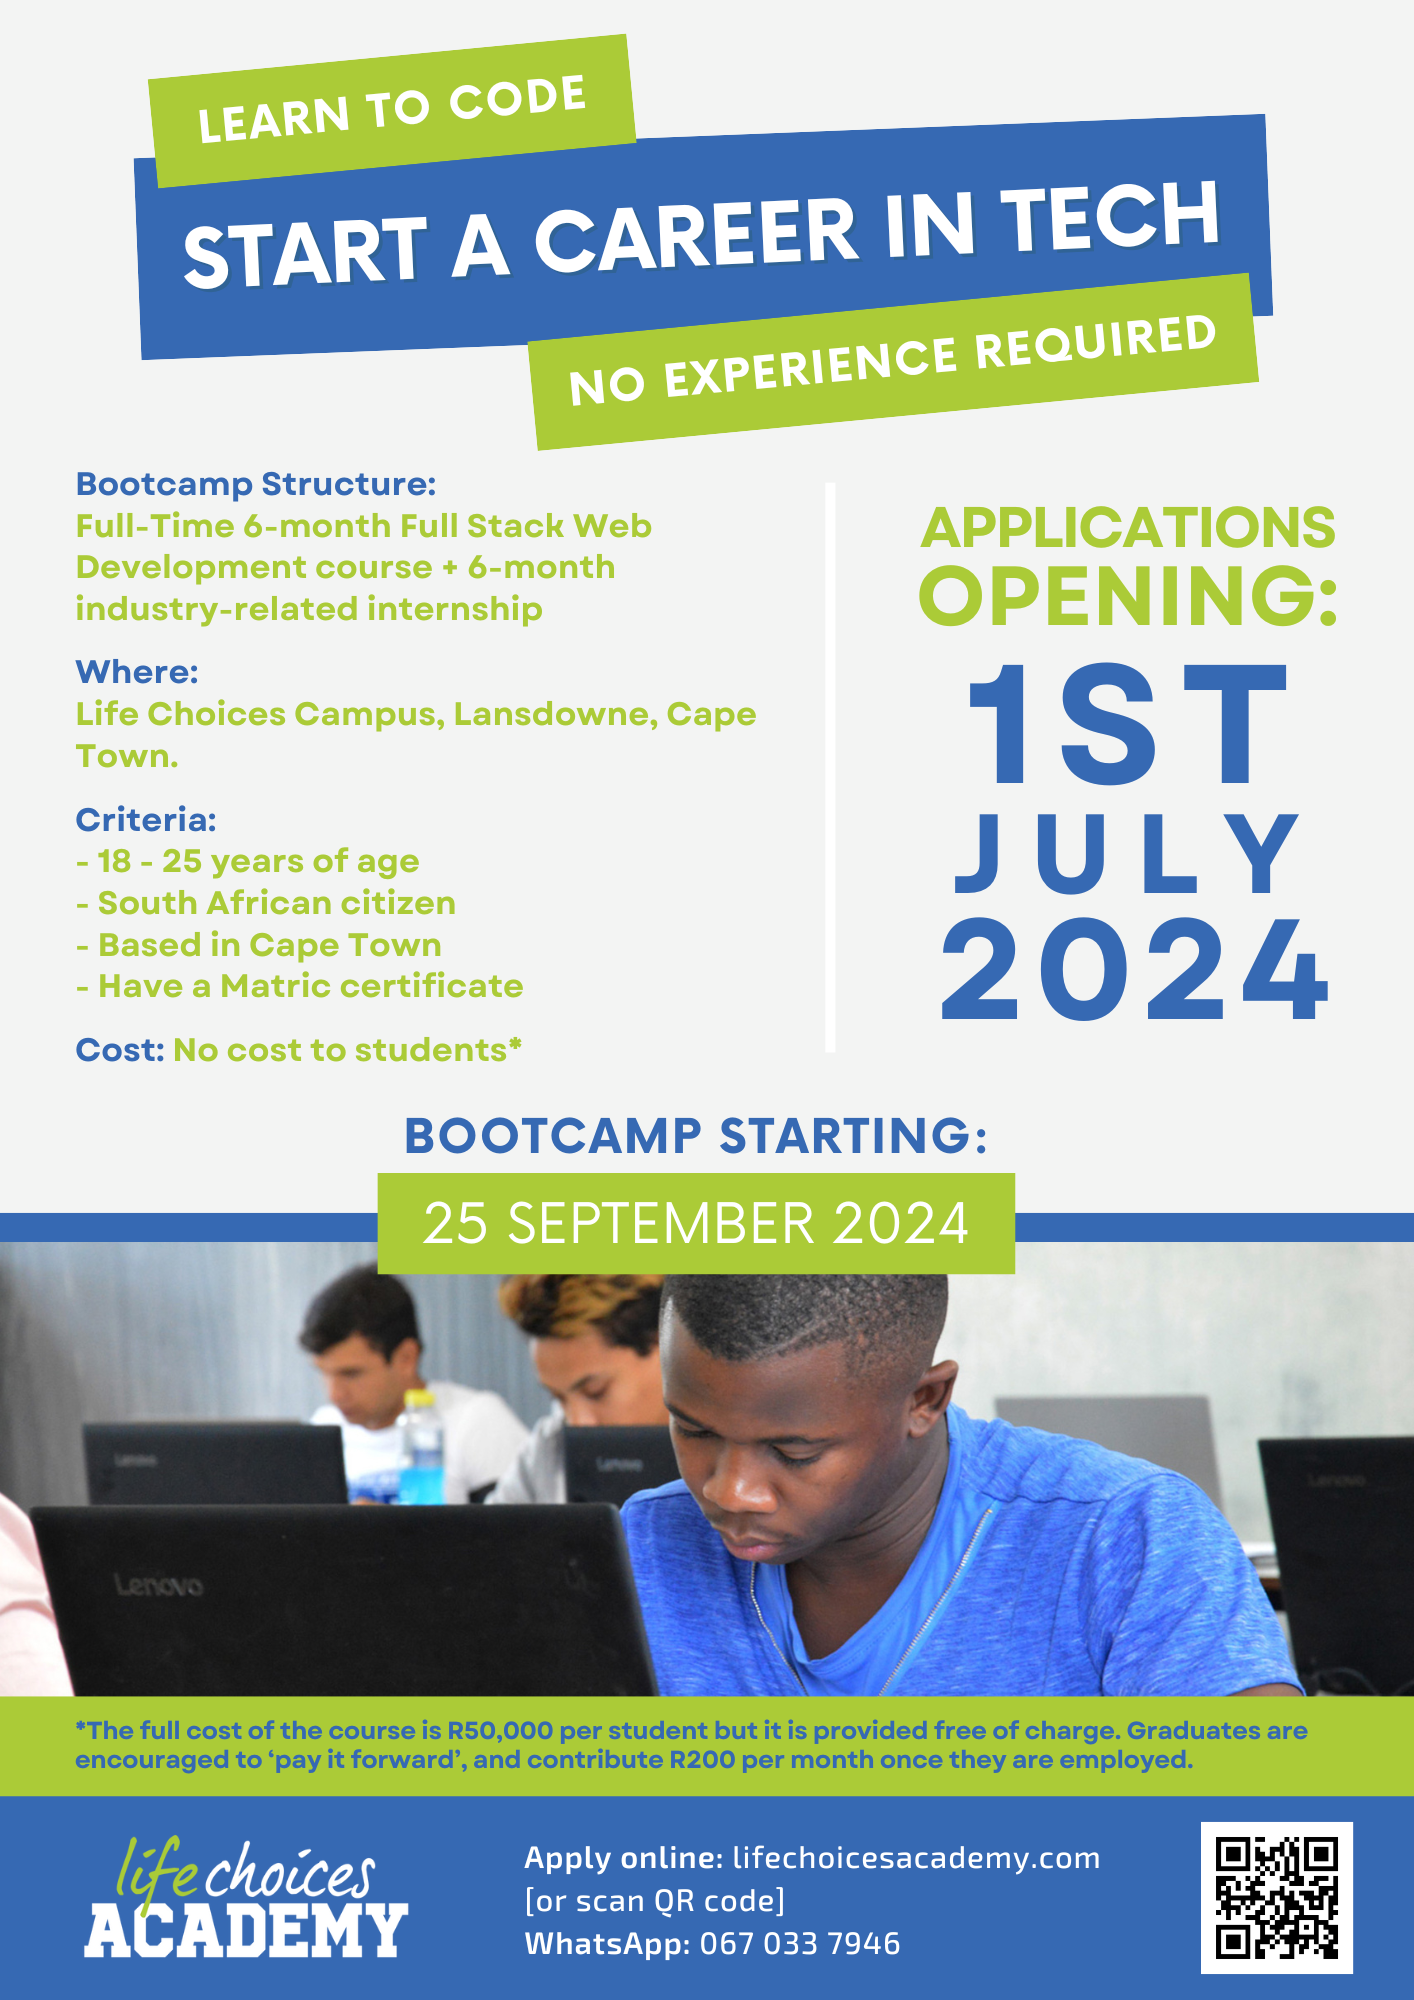 LEARN TO CODE
START A CAREER IN TECH
NO EXPERIENCE REQUIRED
Bootcamp Structure:
Full-Time 6-month Full Stack Web
Development course + 6-month
industry-related internship
Where:
Life Choices Campus, Lansdowne, Cape
Town.
Criteria:
- 18 - 25 years of age
- South African citizen
- Based in Cape Town
- Have a Matric certificate
Cost: No cost to students*
APPLICATIONS
OPENING:
1ST
JULY
2024
BOOTCAMP STARTING:
25 SEPTEMBER 2024
Lenovo
Lenovo
Lenovo
Lenovo
*The full cost of the course is R50,000 per student but it is provided free of charge. Graduates are
encouraged to ‘pay it forward’, and contribute R200 per month once they are employed.
life choices
ACADEMY
Apply online: lifechoicesacademy.com
[or scan QR code]
WhatsApp: 067 033 7946